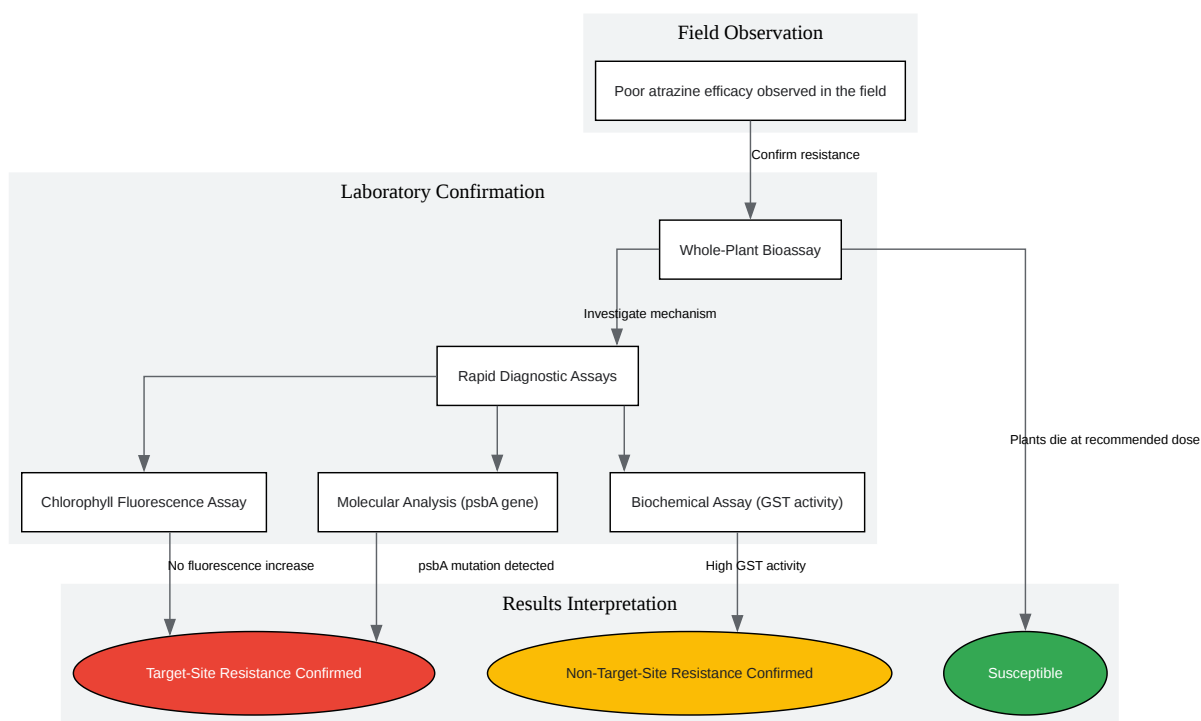 Field Observation
Poor atrazine efficacy observed in the field
Confirm resistance
Laboratory Confirmation
Whole-Plant Bioassay
Investigate mechanism
Rapid Diagnostic Assays
Plants die at recommended dose
Chlorophyll Fluorescence Assay
Molecular Analysis (psbA gene)
Biochemical Assay (GST activity)
No fluorescence increase
psbA mutation detected
High GST activity
Results Interpretation
Target-Site Resistance Confirmed
Non-Target-Site Resistance Confirmed
Susceptible